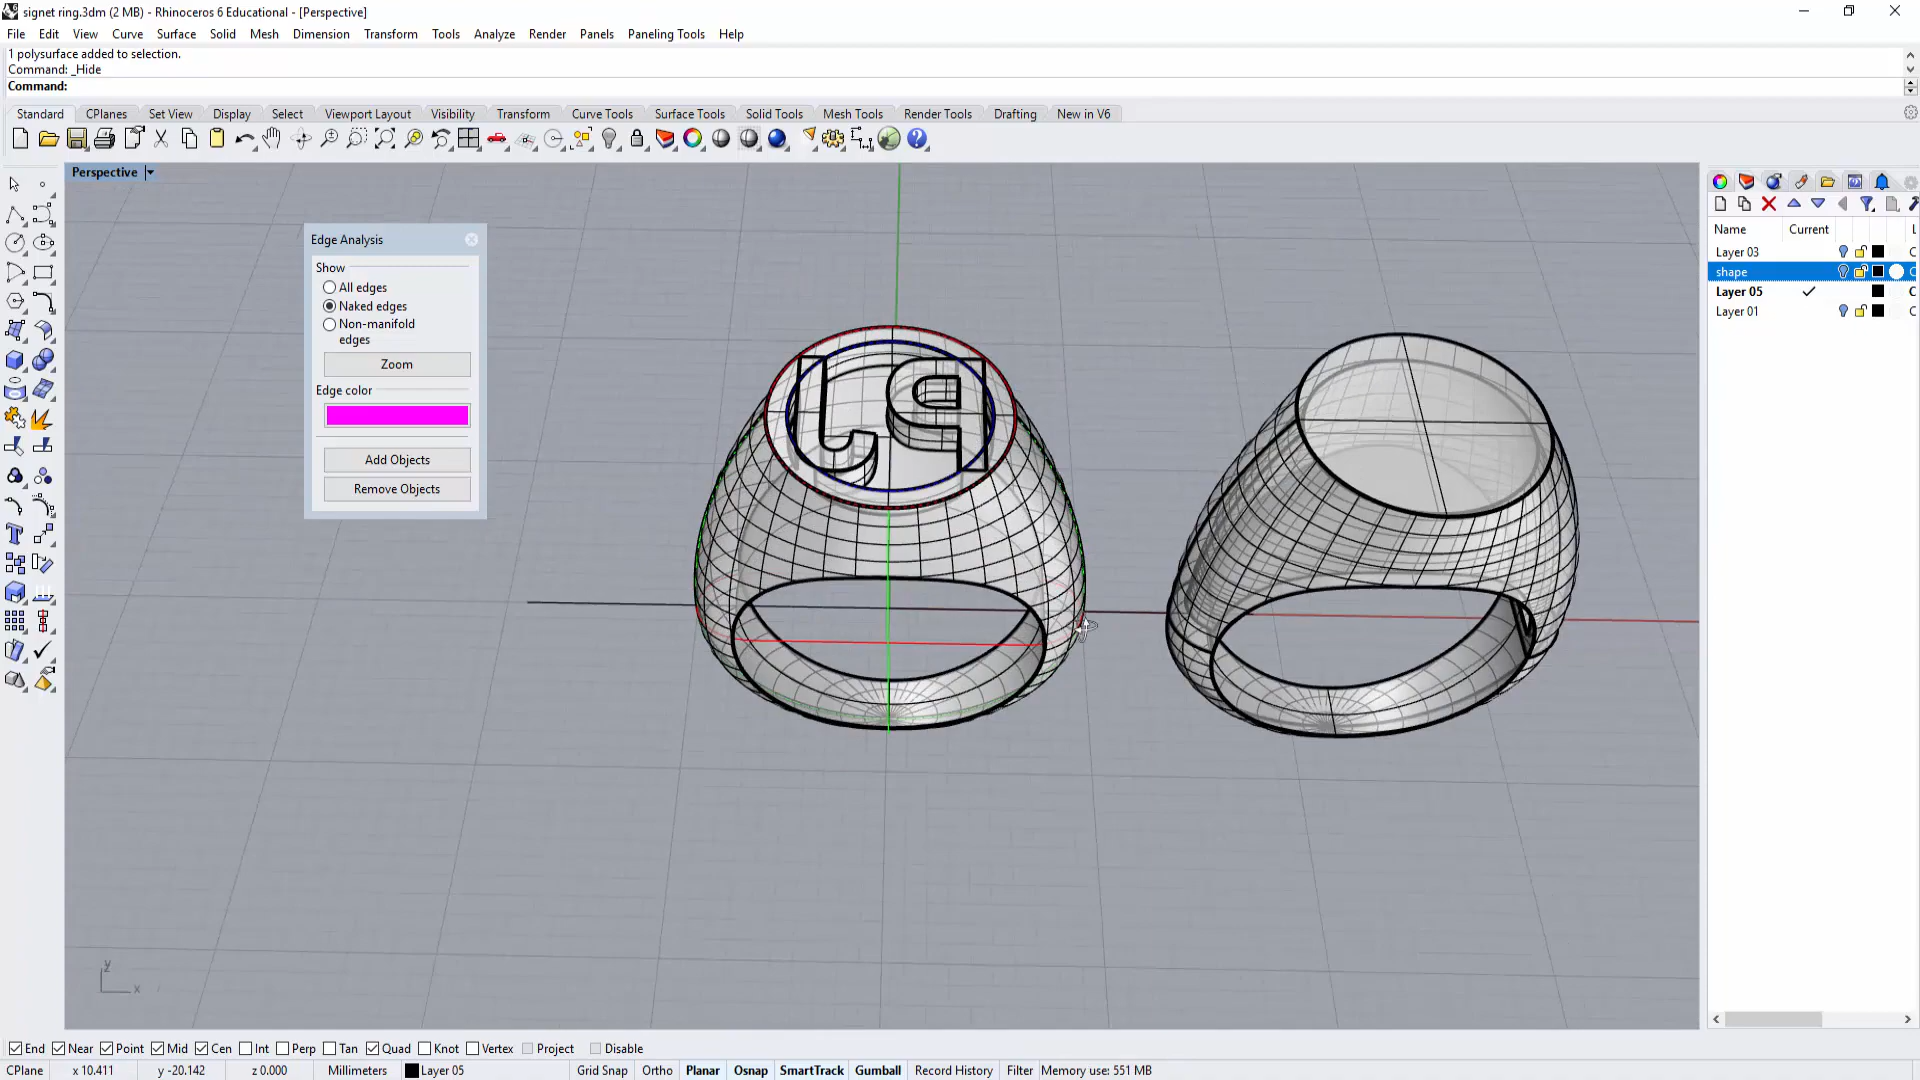 signet ring.3dm (2 MB) - Rhinoceros 6 Educational - [Perspective]
File Edit View Curve Surface Solid Mesh Dimension Transform Tools Analyze Render Panels Paneling Tools Help
1 polysurface added to selection.
Command: _Hide
Command:
Standard CPlanes Set View Display Select Viewport Layout Visibility Transform Curve Tools Surface Tools Solid Tools Mesh Tools Render Tools Drafting New in V6
Perspective
Edge Analysis
Show
All edges
Naked edges
Non-manifold
edges
Zoom
Edge color
Add Objects
Remove Objects
Name Current L
Layer 03 C
shape C
Layer 05 C
Layer 01 C
y
x
End Near Point Mid Cen Int Perp Tan Quad Knot Vertex Project Disable
CPlane x 10.411 y -20.142 z 0.000 Millimeters Layer 05 Grid Snap Ortho Planar Osnap SmartTrack Gumball Record History Filter Memory use: 551 MB